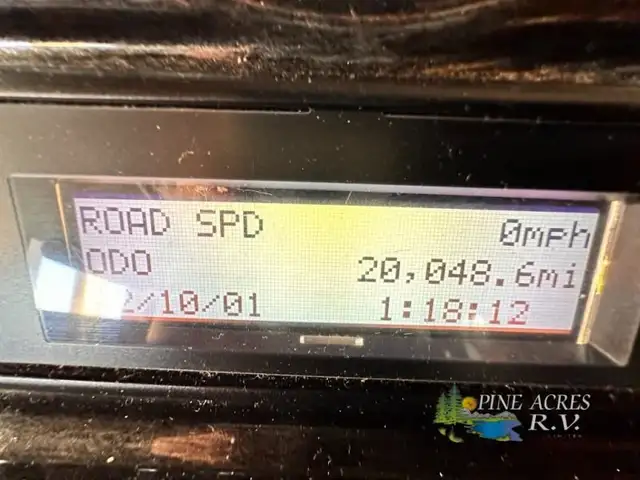 ROAD SPD 0mph
ODO 20,048.6mi
2/10/01 1:18:12
PINE ACRES
R.V.